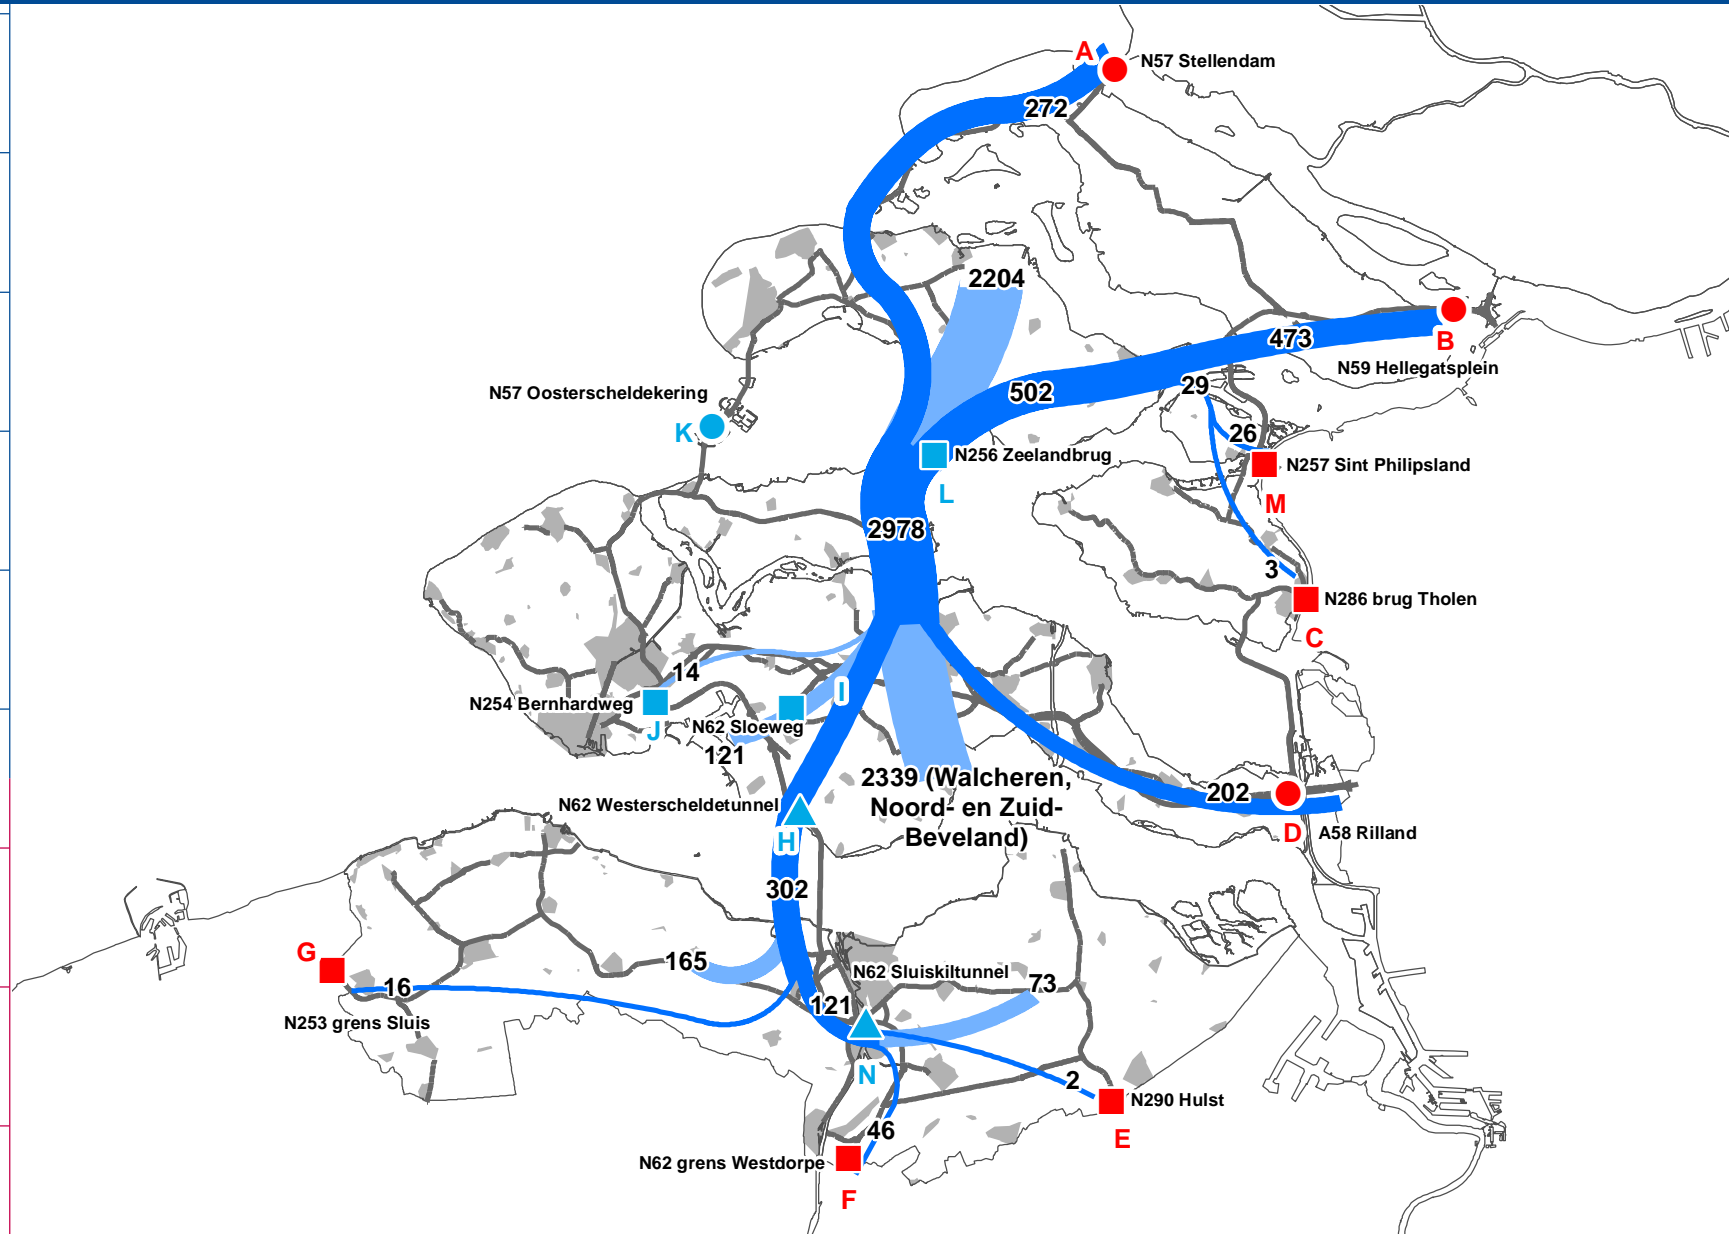 A
N57 Stellendam
272
2204
473
B
N59 Hellegatsplein
N57 Oosterscheldekering
502
29
K
26
N256 Zeelandbrug
N257 Sint Philipsland
L
M
2978
3
N286 brug Tholen
C
14
I
N254 Bernhardweg
J
N62 Sloeweg
121
2339 (Walcheren,
Noord- en Zuid-
Beveland)
N62 Westerscheldetunnel
202
H
D
A58 Rilland
302
G
165
N62 Sluiskiltunnel
73
16
121
N253 grens Sluis
N
2
N290 Hulst
46
E
N62 grens Westdorpe
F